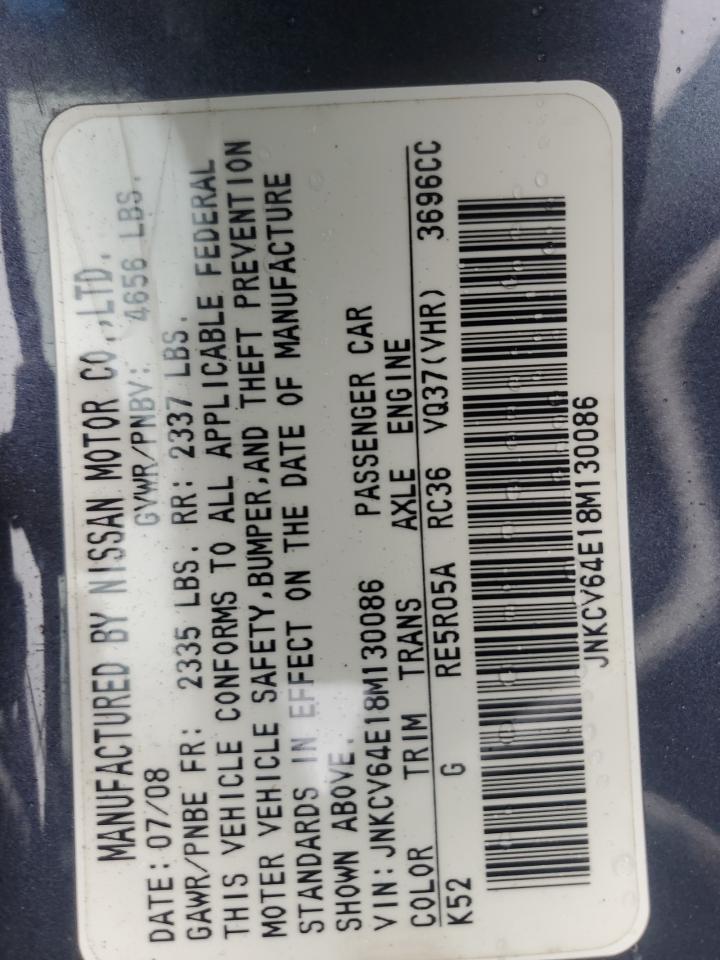 MANUFACTURED BY NISSAN MOTOR CO.,LTD.
GVWR/PNBV: 4656 LBS.
DATE: 07/08
GAWR/PNBE FR: 2335 LBS. RR: 2337 LBS.
THIS VEHICLE CONFORMS TO ALL APPLICABLE FEDERAL
MOTER VEHICLE SAFETY,BUMPER,AND THEFT PREVENTION
STANDARDS IN EFFECT ON THE DATE OF MANUFACTURE
SHOWN ABOVE.
VIN: JNKCV64E18M130086 PASSENGER CAR
COLOR TRIM TRANS AXLE ENGINE
K52 G RE5R05A RC36 VQ37(VHR) 3696CC
JNKCV64E18M130086